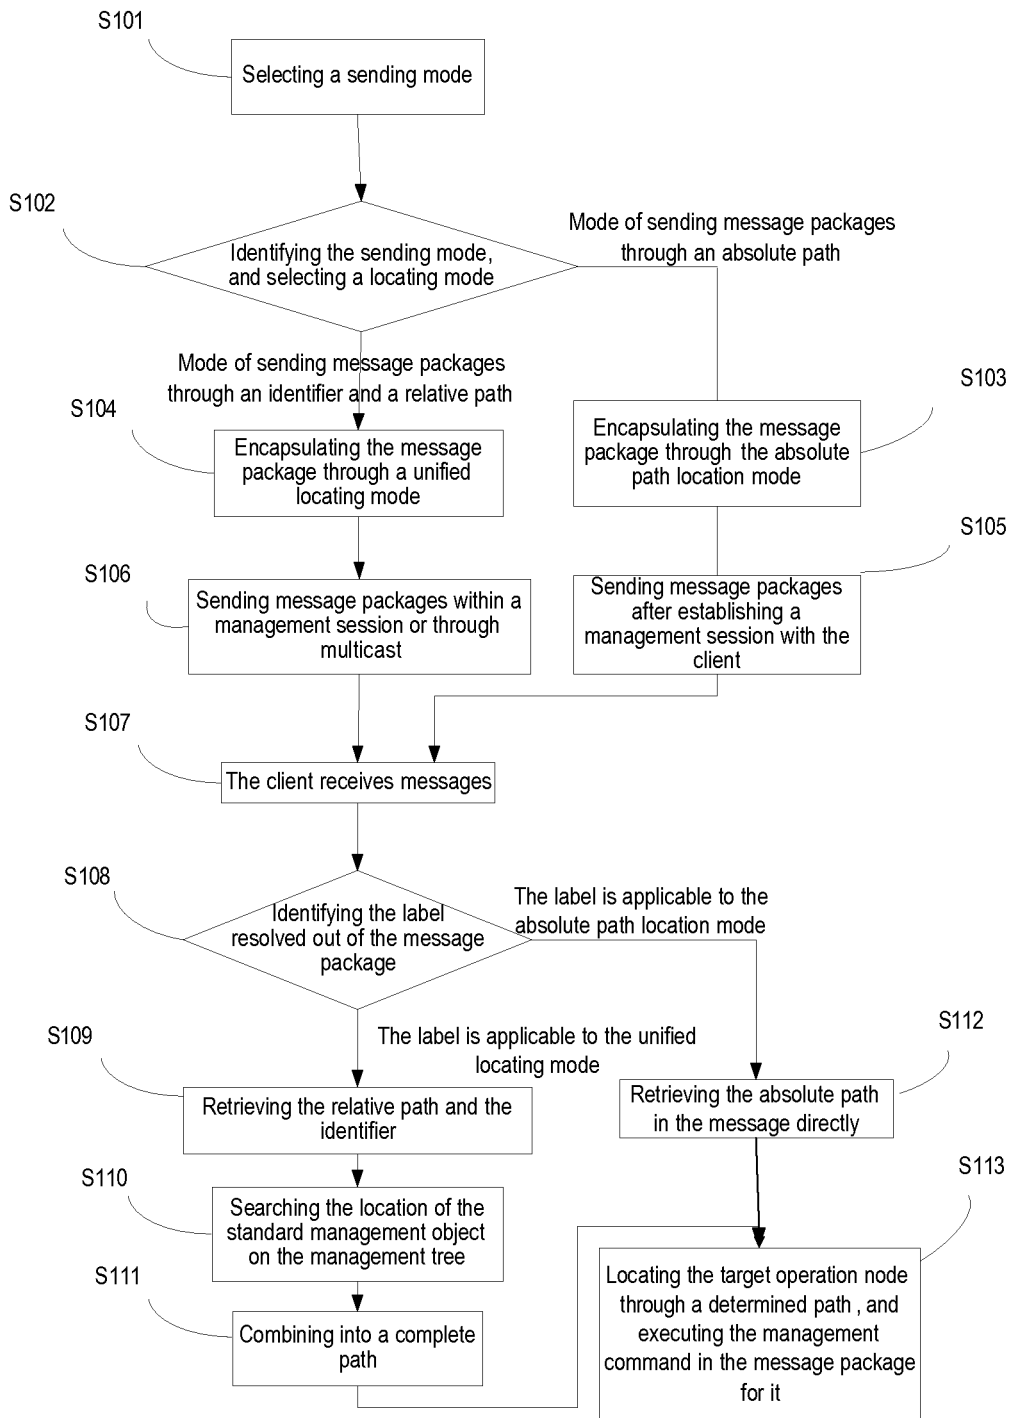 S101
Selecting a sending mode
S102
Identifying the sending mode,
and selecting a locating mode
Mode of sending message packages
through an absolute path
Mode of sending message packages
through an identifier and a relative path
S103
Encapsulating the message
package through the absolute
path location mode
S104
Encapsulating the message
package through a unified
locating mode
S105
Sending message packages
after establishing a
management session with the
client
S106
Sending message packages within a
management session or through
multicast
S107
The client receives messages
S108
Identifying the label
resolved out of the message
package
The label is applicable to the
absolute path location mode
The label is applicable to the unified
locating mode
S109
Retrieving the relative path and the
identifier
S112
Retrieving the absolute path
in the message directly
S110
Searching the location of the
standard management object
on the management tree
S111
Combining into a complete
path
S113
Locating the target operation node
through a determined path , and
executing the management
command in the message package
for it